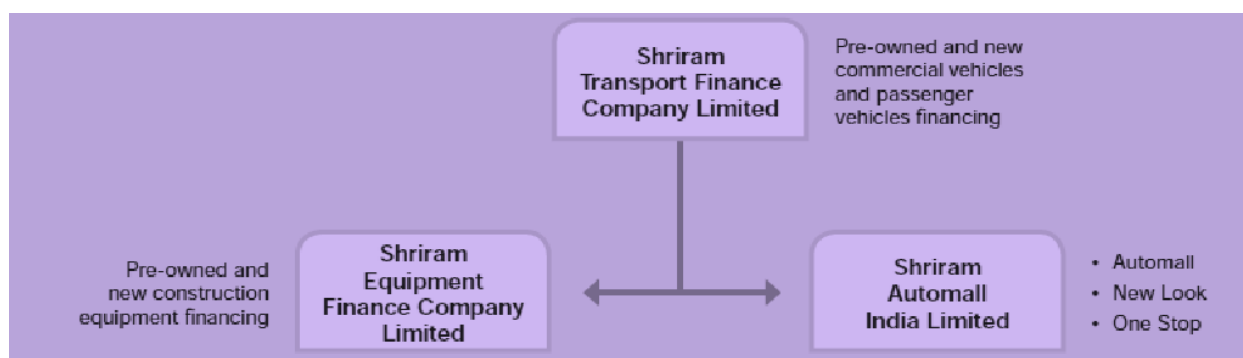 Shriram
Transport Finance
Company Limited
Pre-owned and new
commercial vehicles
and passenger
vehicles financing
Pre-owned and
new construction
equipment financing
Shriram
Equipment
Finance Company
Limited
Shriram
Automall
India Limited
• Automall
• New Look
• One Stop